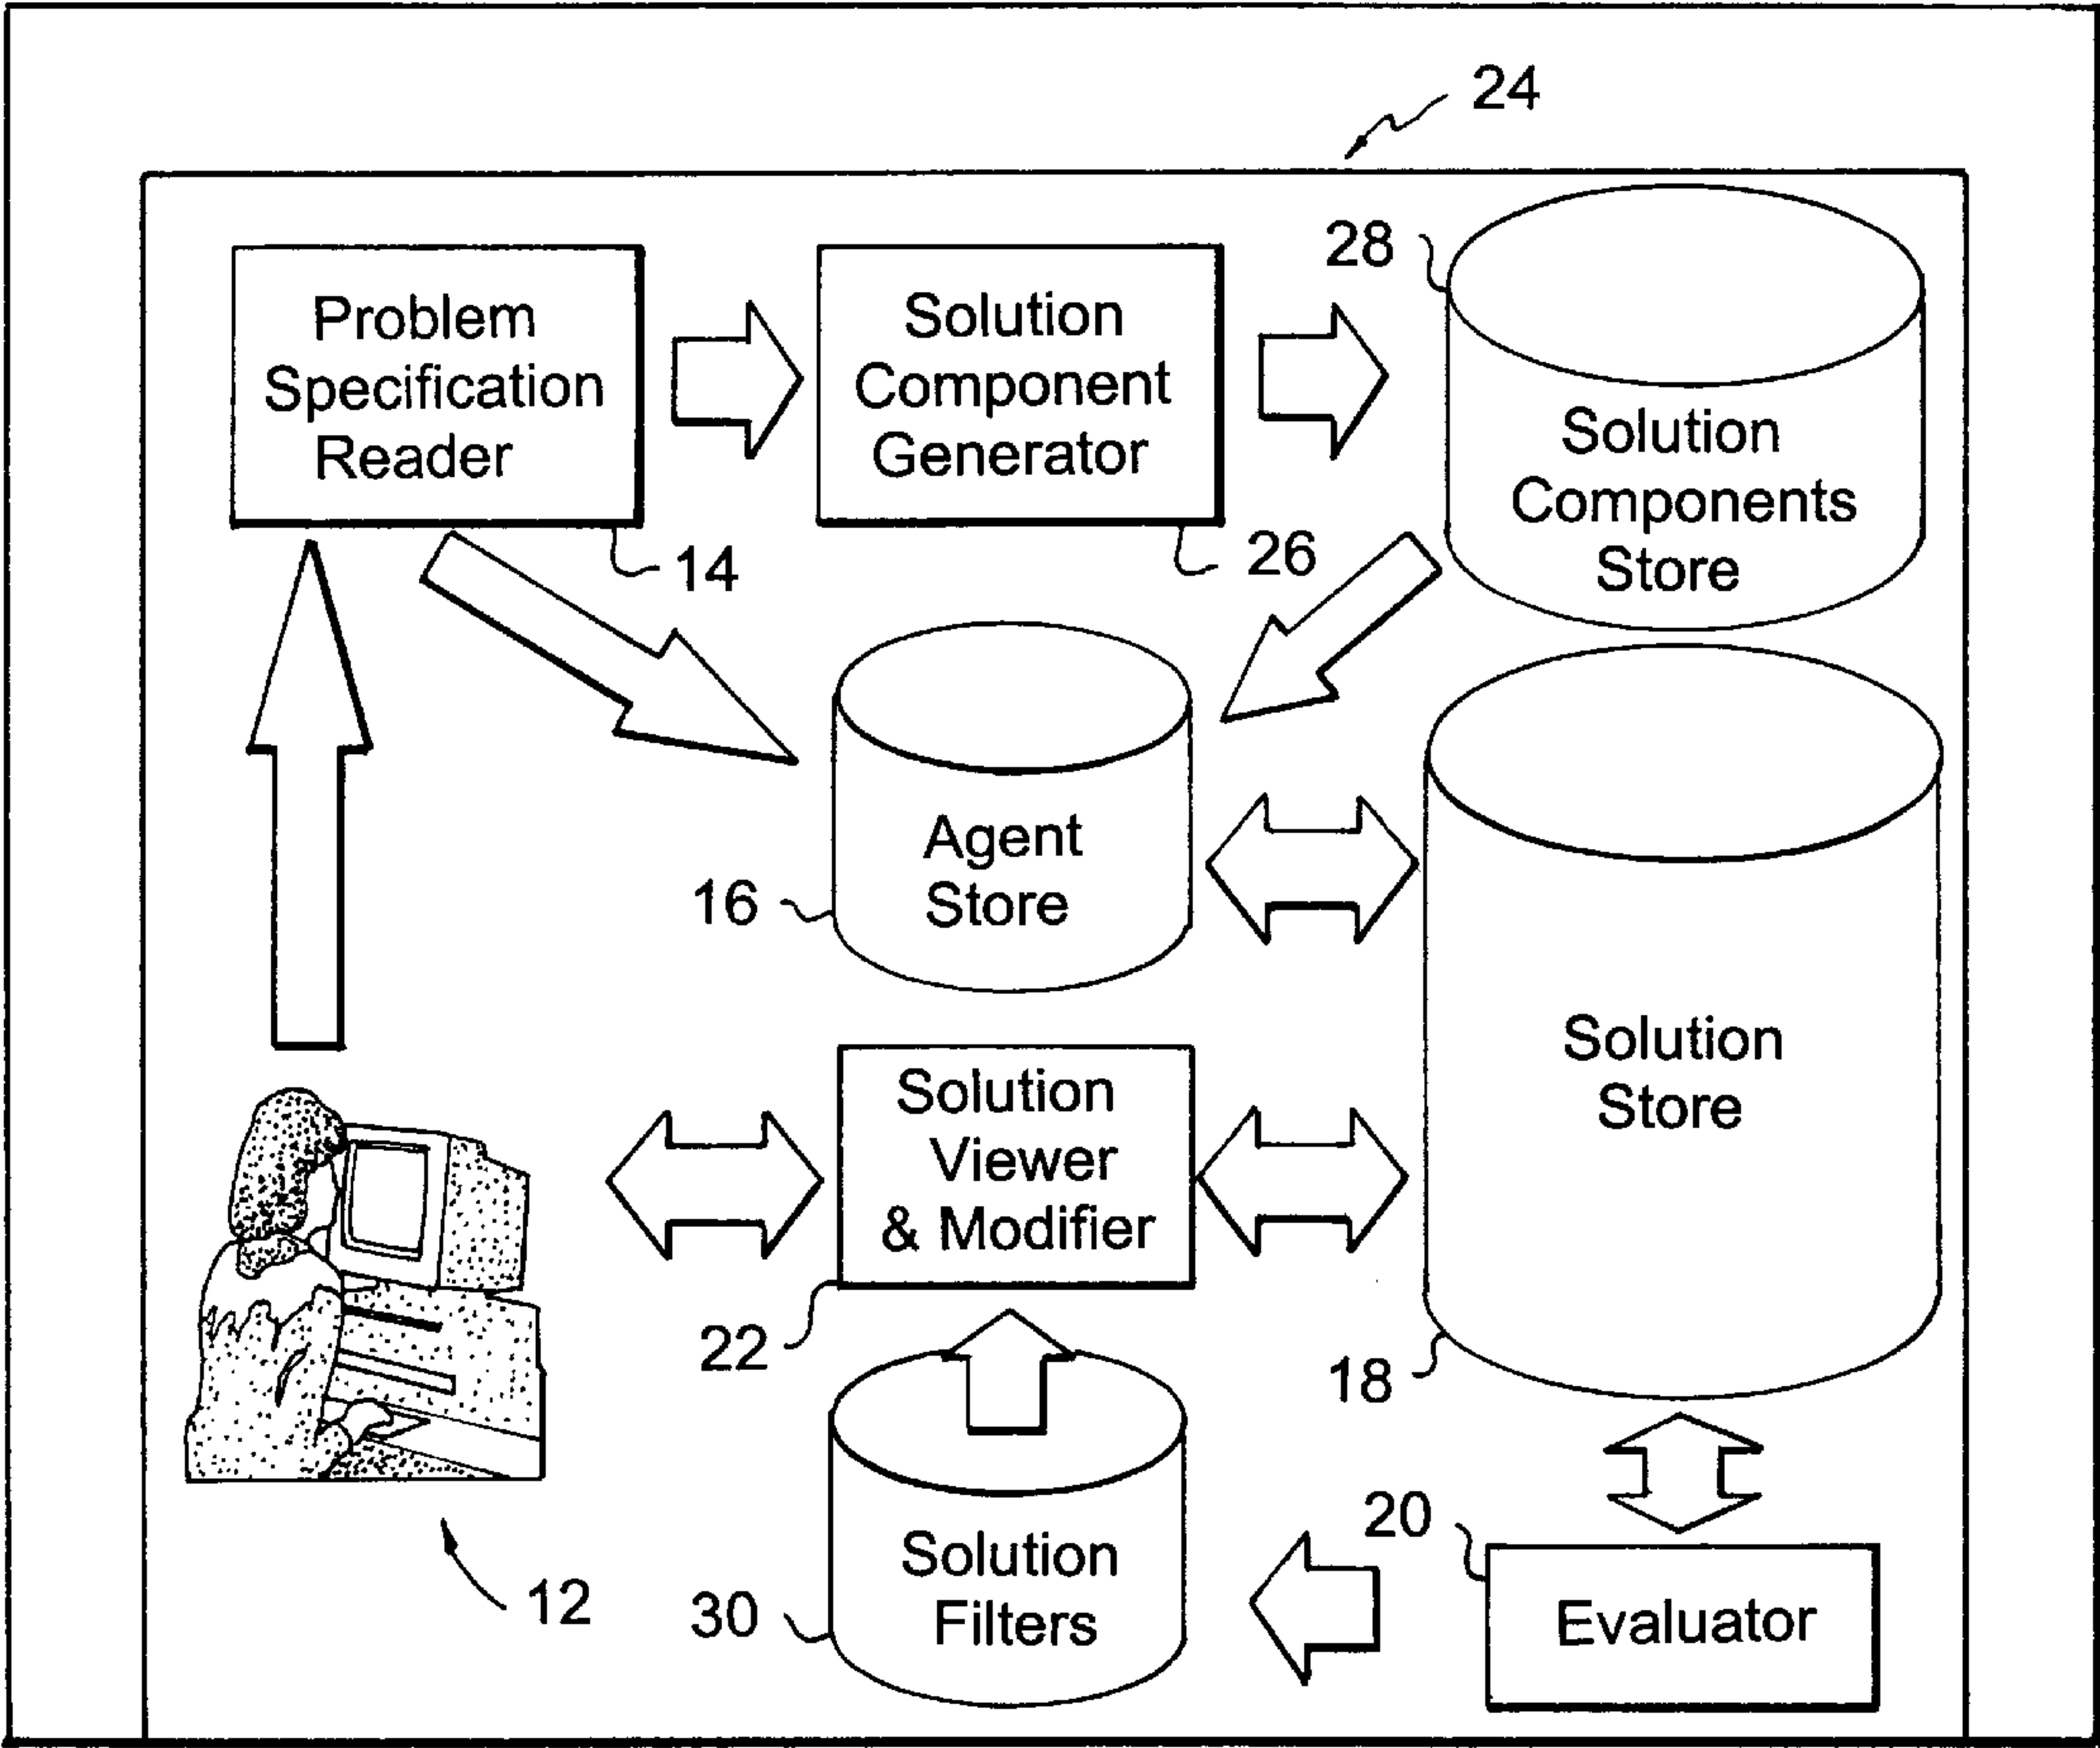 24
Problem
Specification
Reader
14
Solution
Component
Generator
26
28
Solution
Components
Store
Agent
Store
16
Solution
Store
18
Solution
Viewer
& Modifier
22
12
Solution
Filters
30
20
Evaluator